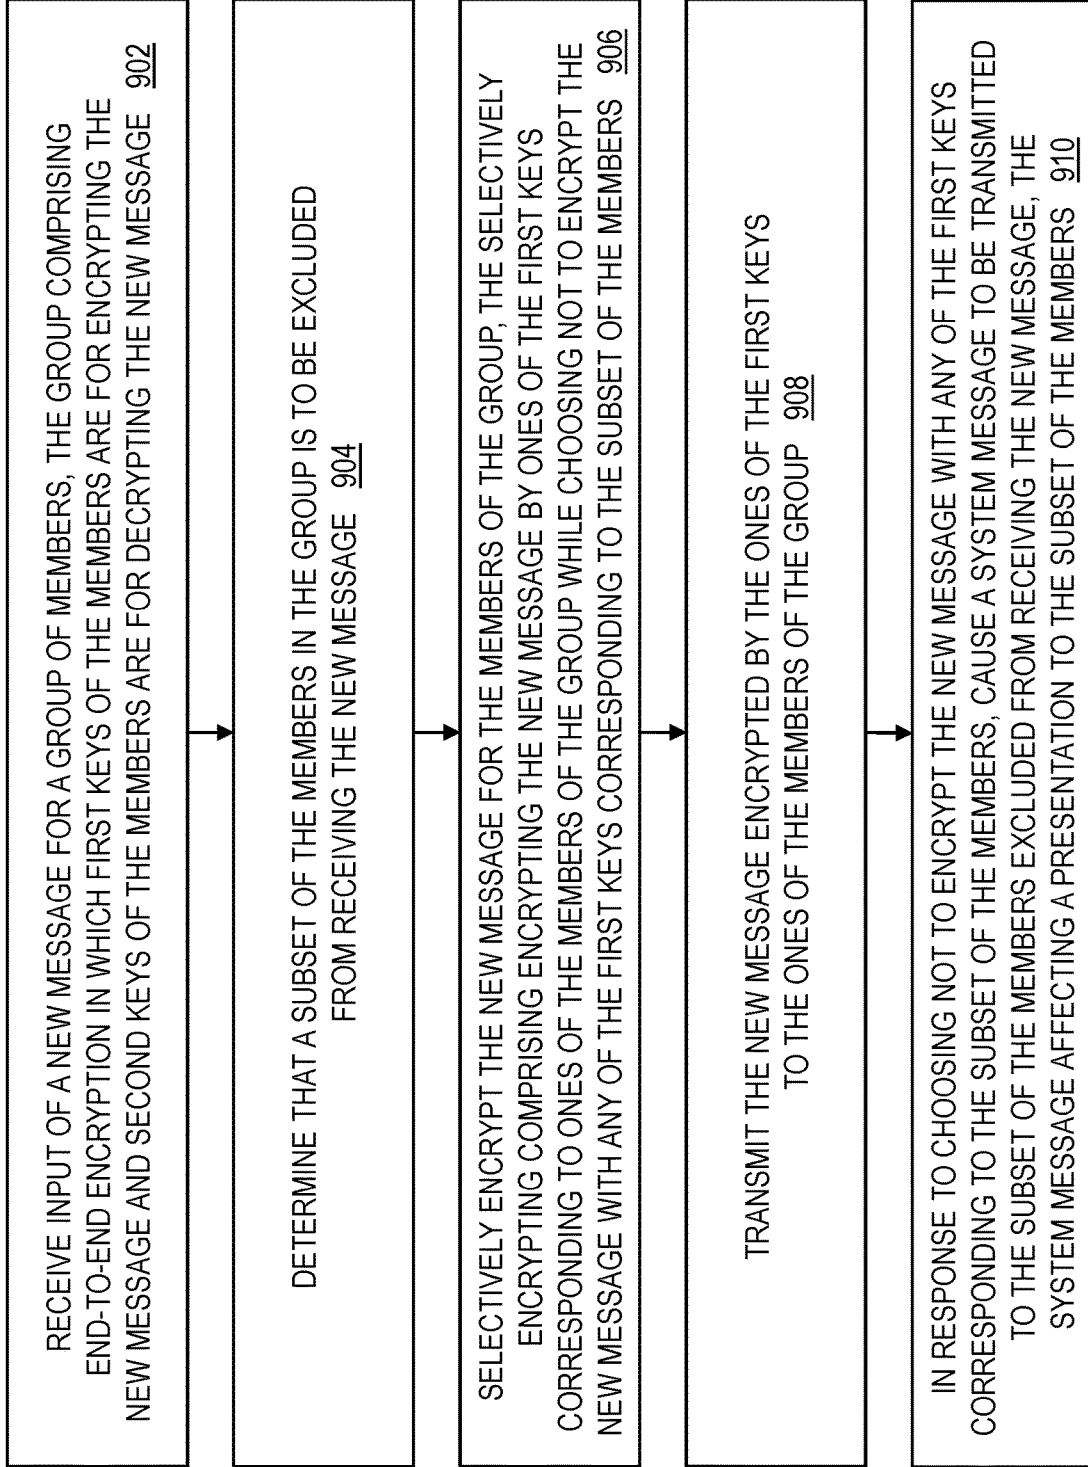 RECEIVE INPUT OF A NEW MESSAGE FOR A GROUP OF MEMBERS, THE GROUP COMPRISING
END-TO-END ENCRYPTION IN WHICH FIRST KEYS OF THE MEMBERS ARE FOR ENCRYPTING THE
NEW MESSAGE AND SECOND KEYS OF THE MEMBERS ARE FOR DECRYPTING THE NEW MESSAGE 902
DETERMINE THAT A SUBSET OF THE MEMBERS IN THE GROUP IS TO BE EXCLUDED
FROM RECEIVING THE NEW MESSAGE 904
SELECTIVELY ENCRYPT THE NEW MESSAGE FOR THE MEMBERS OF THE GROUP, THE SELECTIVELY
ENCRYPTING COMPRISING ENCRYPTING THE NEW MESSAGE BY ONES OF THE FIRST KEYS
CORRESPONDING TO ONES OF THE MEMBERS OF THE GROUP WHILE CHOOSING NOT TO ENCRYPT THE
NEW MESSAGE WITH ANY OF THE FIRST KEYS CORRESPONDING TO THE SUBSET OF THE MEMBERS 906
TRANSMIT THE NEW MESSAGE ENCRYPTED BY THE ONES OF THE FIRST KEYS
TO THE ONES OF THE MEMBERS OF THE GROUP 908
IN RESPONSE TO CHOOSING NOT TO ENCRYPT THE NEW MESSAGE WITH ANY OF THE FIRST KEYS
CORRESPONDING TO THE SUBSET OF THE MEMBERS, CAUSE A SYSTEM MESSAGE TO BE TRANSMITTED
TO THE SUBSET OF THE MEMBERS EXCLUDED FROM RECEIVING THE NEW MESSAGE, THE
SYSTEM MESSAGE AFFECTING A PRESENTATION TO THE SUBSET OF THE MEMBERS 910